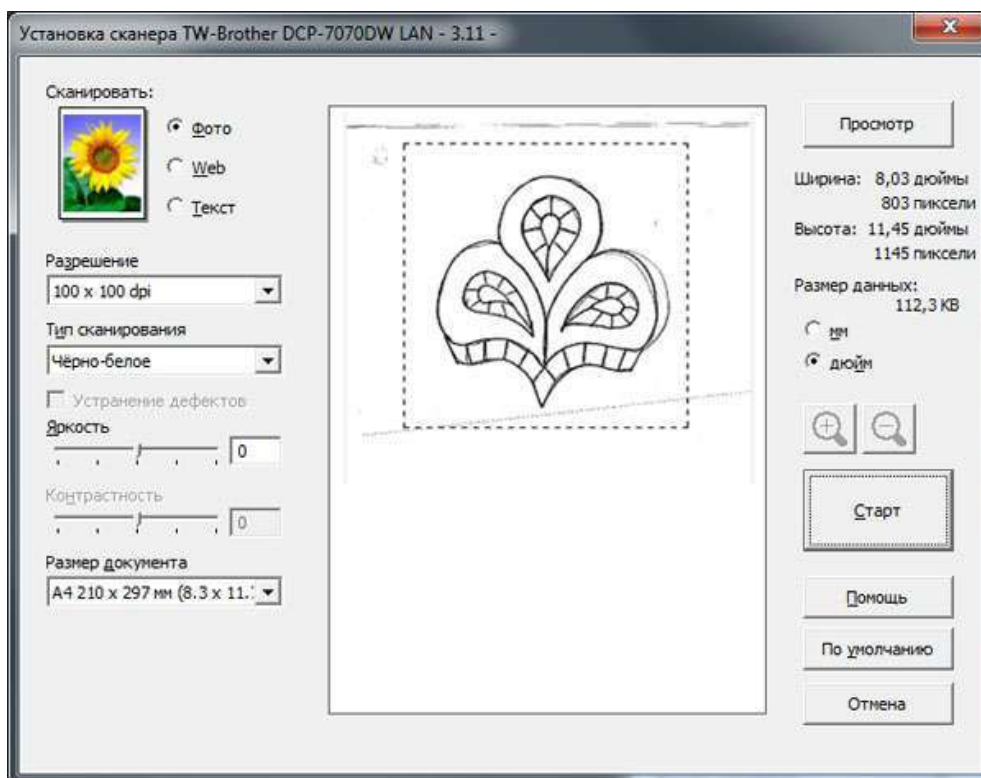 Установка сканера TW-Brother DCP-7070DW LAN - 3.11 -
Сканировать:
Фото
Web
Текст
Разрешение
100 x 100 dpi
Тип сканирования
Чёрно-белое
Устранение дефектов
Яркость
0
Контрастность
0
Размер документа
A4 210 x 297 мм (8.3 x 11.
Просмотр
Ширина: 8,03 дюймы
803 пиксели
Высота: 11,45 дюймы
1145 пиксели
Размер данных:
112,3 KB
мм
дюйм
Старт
Помощь
По умолчанию
Отмена